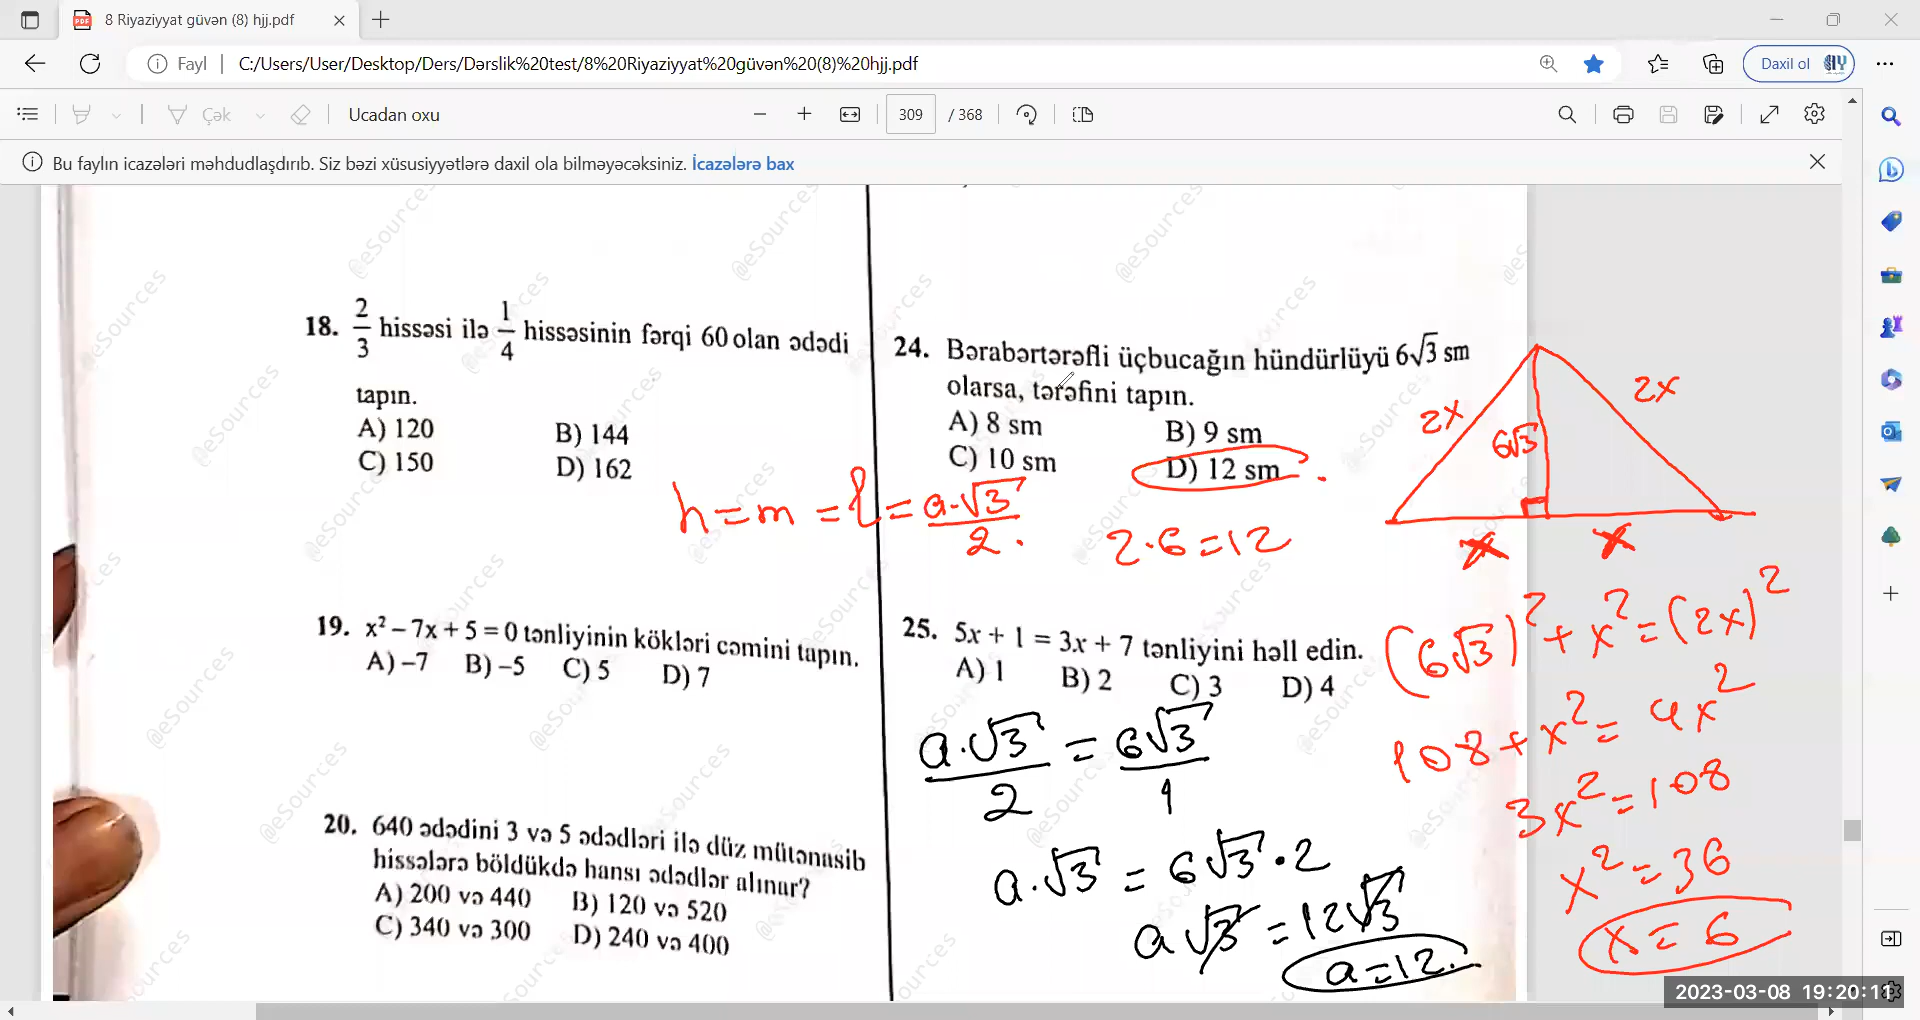 8 Riyaziyyat güvən (8) hjj.pdf
Fayl
C:/Users/User/Desktop/Ders/Dərslik%20test/8%20Riyaziyyat%20güvən%20(8)%20hjj.pdf
Daxil ol
Çək
Ucadan oxu
309 / 368
Bu faylın icazələri məhdudlaşdırıb. Siz bəzi xüsusiyyətlərə daxil ola bilməyəcəksiniz. İcazələrə bax
18. 2/3 hissəsi ilə 1/4 hissəsinin fərqi 60 olan ədədi
tapın.
A) 120 B) 144
C) 150 D) 162
h = m = l = a·√3/2.
19. x² – 7x + 5 = 0 tənliyinin kökləri cəmini tapın.
A) –7 B) –5 C) 5 D) 7
20. 640 ədədini 3 və 5 ədədləri ilə düz mütənasib
hissələrə böldükdə hansı ədədlər alınır?
A) 200 və 440 B) 120 və 520
C) 340 və 300 D) 240 və 400
24. Bərabərtərəfli üçbucağın hündürlüyü 6√3 sm
olarsa, tərəfini tapın.
A) 8 sm B) 9 sm
C) 10 sm D) 12 sm
2·6=12
25. 5x + 1 = 3x + 7 tənliyini həll edin.
A) 1 B) 2 C) 3 D) 4
a·√3/2 = 6√3/1
a·√3 = 6√3·2
a√3 = 12√3
a=12.
2x
2x
6√3
x
x
(6√3)²+x²=(2x)²
108+x²=4x²
3x²=108
x²=36
x=6
@eSources
2023-03-08 19:20:11